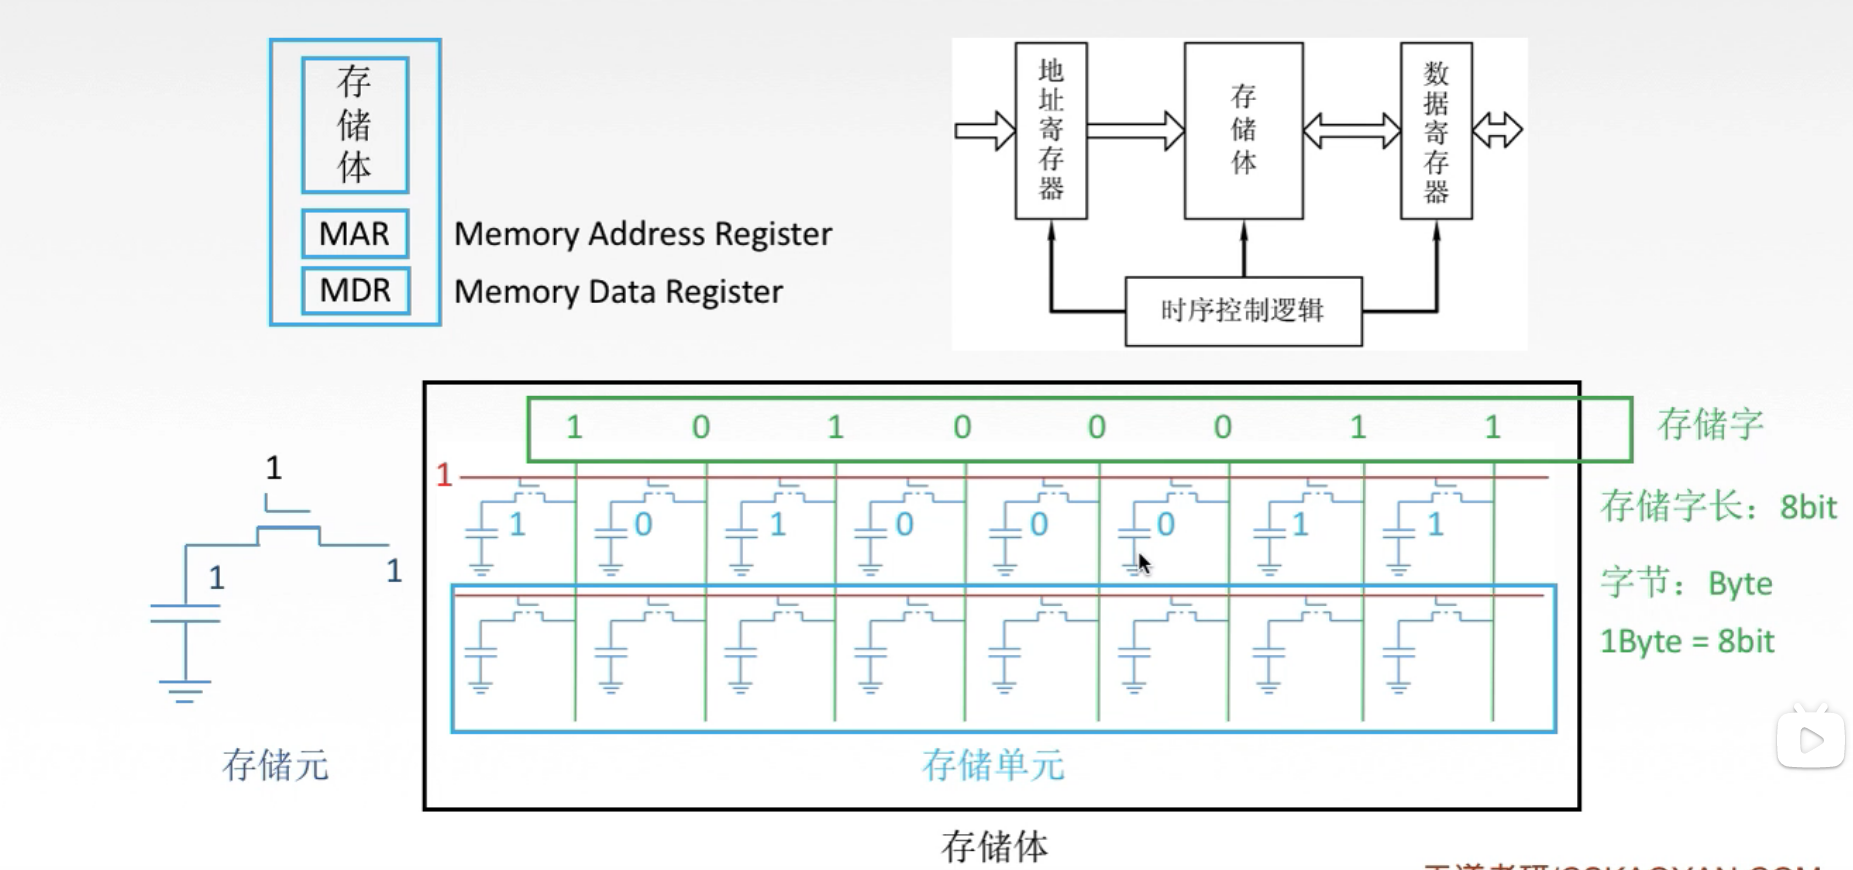 存储体
MAR
Memory Address Register
MDR
Memory Data Register
地址寄存器
存储体
数据寄存器
时序控制逻辑
1 0 1 0 0 0 1 1
存储字
1
1 0 1 0 0 0 1 1
存储字长：8bit
字节：Byte
1Byte = 8bit
1
1
1
存储元
存储单元
存储体